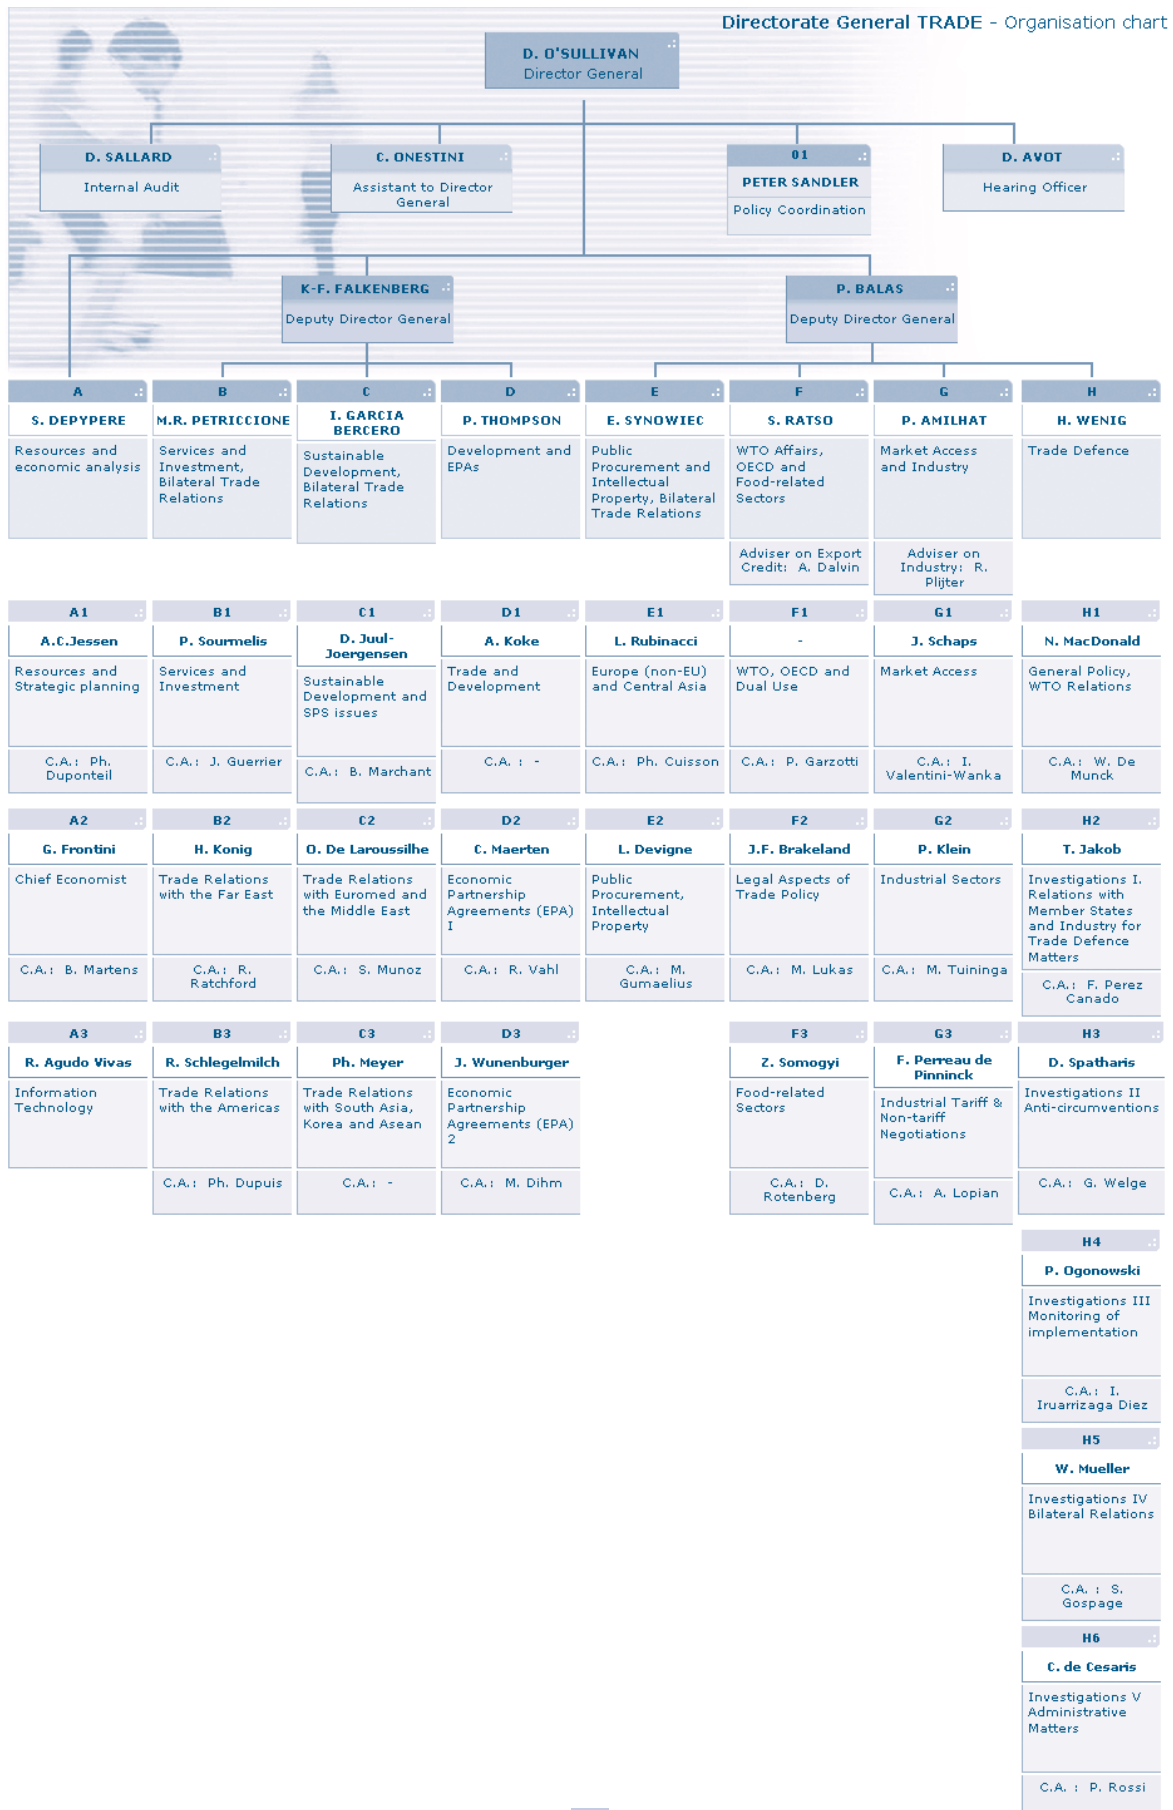 Directorate General TRADE - Organisation chart
D. O'SULLIVAN
Director General
D. SALLARD
Internal Audit
C. ONESTINI
Assistant to Director
General
01
PETER SANDLER
Policy Coordination
D. AVOT
Hearing Officer
K-F. FALKENBERG
Deputy Director General
P. BALAS
Deputy Director General
A
S. DEPYPERE
Resources and
economic analysis
B
M.R. PETRICCIONE
Services and
Investment,
Bilateral Trade
Relations
C
I. GARCIA
BERCERO
Sustainable
Development,
Bilateral Trade
Relations
D
P. THOMPSON
Development and
EPAs
E
E. SYNOWIEC
Public
Procurement and
Intellectual
Property, Bilateral
Trade Relations
F
S. RATSO
WTO Affairs,
OECD and
Food-related
Sectors
Adviser on Export
Credit: A. Dalvin
G
P. AMILHAT
Market Access
and Industry
Adviser on
Industry: R.
Plijter
H
H. WENIG
Trade Defence
A1
A.C.Jessen
Resources and
Strategic planning
C.A.: Ph.
Duponteil
B1
P. Sourmelis
Services and
Investment
C.A.: J. Guerrier
C1
D. Juul-
Joergensen
Sustainable
Development and
SPS issues
C.A.: B. Marchant
D1
A. Koke
Trade and
Development
C.A. : -
E1
L. Rubinacci
Europe (non-EU)
and Central Asia
C.A.: Ph. Cuisson
F1
-
WTO, OECD and
Dual Use
C.A.: P. Garzotti
G1
J. Schaps
Market Access
C.A.: I.
Valentini-Wanka
H1
N. MacDonald
General Policy,
WTO Relations
C.A.: W. De
Munck
A2
G. Frontini
Chief Economist
C.A.: B. Martens
B2
H. Konig
Trade Relations
with the Far East
C.A.: R.
Ratchford
C2
O. De Laroussilhe
Trade Relations
with Euromed and
the Middle East
C.A.: S. Munoz
D2
C. Maerten
Economic
Partnership
Agreements (EPA)
I
C.A.: R. Vahl
E2
L. Devigne
Public
Procurement,
Intellectual
Property
C.A.: M.
Gumaelius
F2
J.F. Brakeland
Legal Aspects of
Trade Policy
C.A.: M. Lukas
G2
P. Klein
Industrial Sectors
C.A.: M. Tuininga
H2
T. Jakob
Investigations I.
Relations with
Member States
and Industry for
Trade Defence
Matters
C.A.: F. Perez
Canado
A3
R. Agudo Vivas
Information
Technology
B3
R. Schlegelmilch
Trade Relations
with the Americas
C.A.: Ph. Dupuis
C3
Ph. Meyer
Trade Relations
with South Asia,
Korea and Asean
C.A.: -
D3
J. Wunenburger
Economic
Partnership
Agreements (EPA)
2
C.A.: M. Dihm
F3
Z. Somogyi
Food-related
Sectors
C.A.: D.
Rotenberg
G3
F. Perreau de
Pinninck
Industrial Tariff &
Non-tariff
Negotiations
C.A.: A. Lopian
H3
D. Spatharis
Investigations II
Anti-circumventions
C.A.: G. Welge
H4
P. Ogonowski
Investigations III
Monitoring of
implementation
C.A.: I.
Iruarrizaga Diez
H5
W. Mueller
Investigations IV
Bilateral Relations
C.A. : S.
Gospage
H6
C. de Cesaris
Investigations V
Administrative
Matters
C.A. : P. Rossi